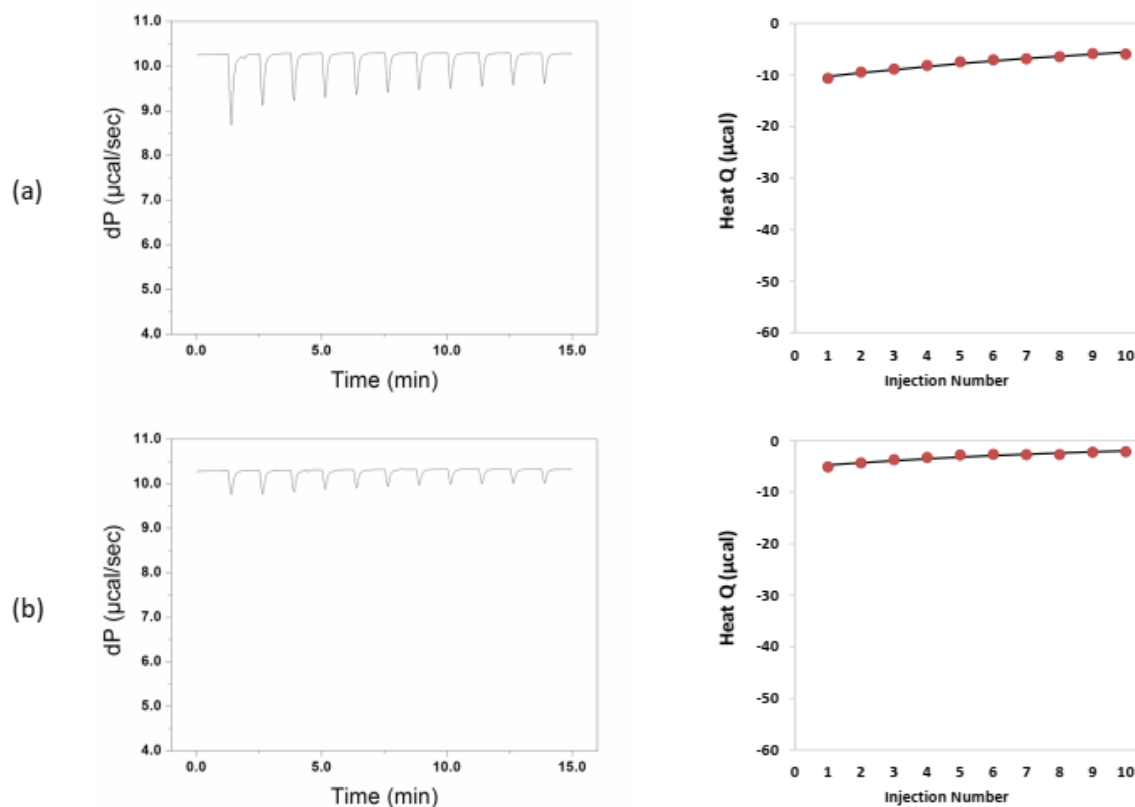 (a)
dP (µcal/sec)
11.0
10.0
9.0
8.0
7.0
6.0
5.0
4.0
0.0 5.0 10.0 15.0
Time (min)
Heat Q (µcal)
0
-10
-20
-30
-40
-50
-60
0 1 2 3 4 5 6 7 8 9 10
Injection Number
(b)
dP (µcal/sec)
11.0
10.0
9.0
8.0
7.0
6.0
5.0
4.0
0.0 5.0 10.0 15.0
Time (min)
Heat Q (µcal)
0
-10
-20
-30
-40
-50
-60
0 1 2 3 4 5 6 7 8 9 10
Injection Number